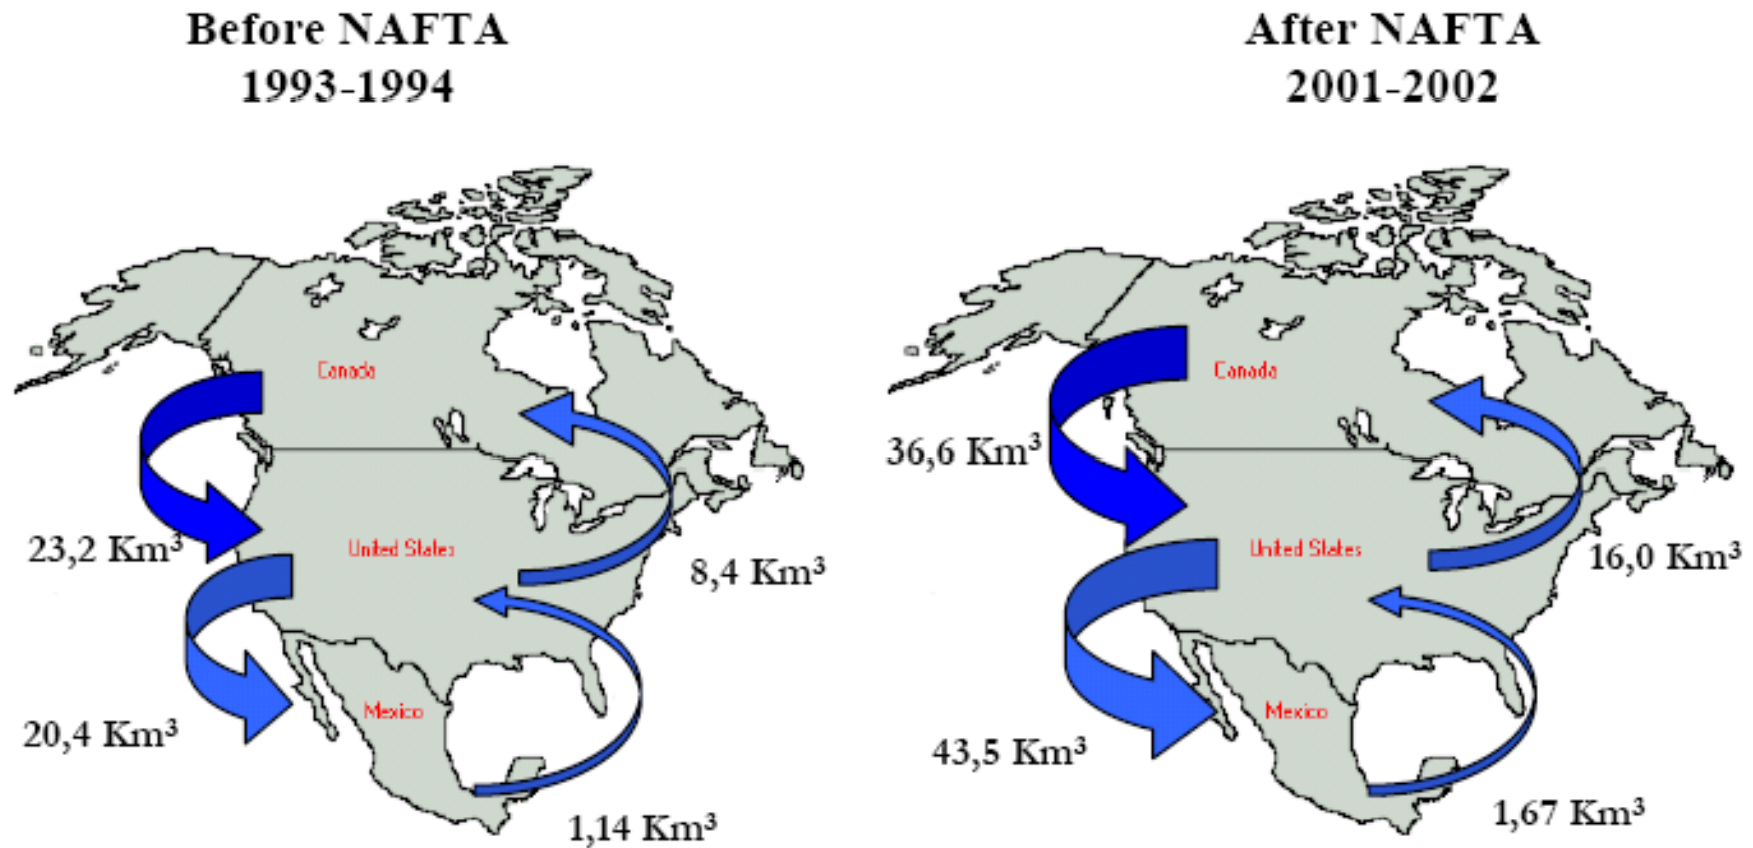 Before NAFTA
1993-1994
After NAFTA
2001-2002
Canada
United States
Mexico
23,2 Km³
8,4 Km³
20,4 Km³
1,14 Km³
Canada
United States
Mexico
36,6 Km³
16,0 Km³
43,5 Km³
1,67 Km³